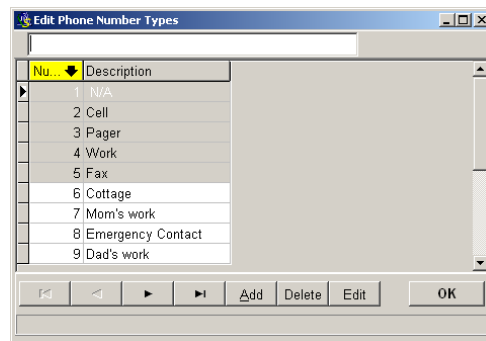 Edit Phone Number Types
Nu... Description
1 N/A
2 Cell
3 Pager
4 Work
5 Fax
6 Cottage
7 Mom's work
8 Emergency Contact
9 Dad's work
Add Delete Edit OK